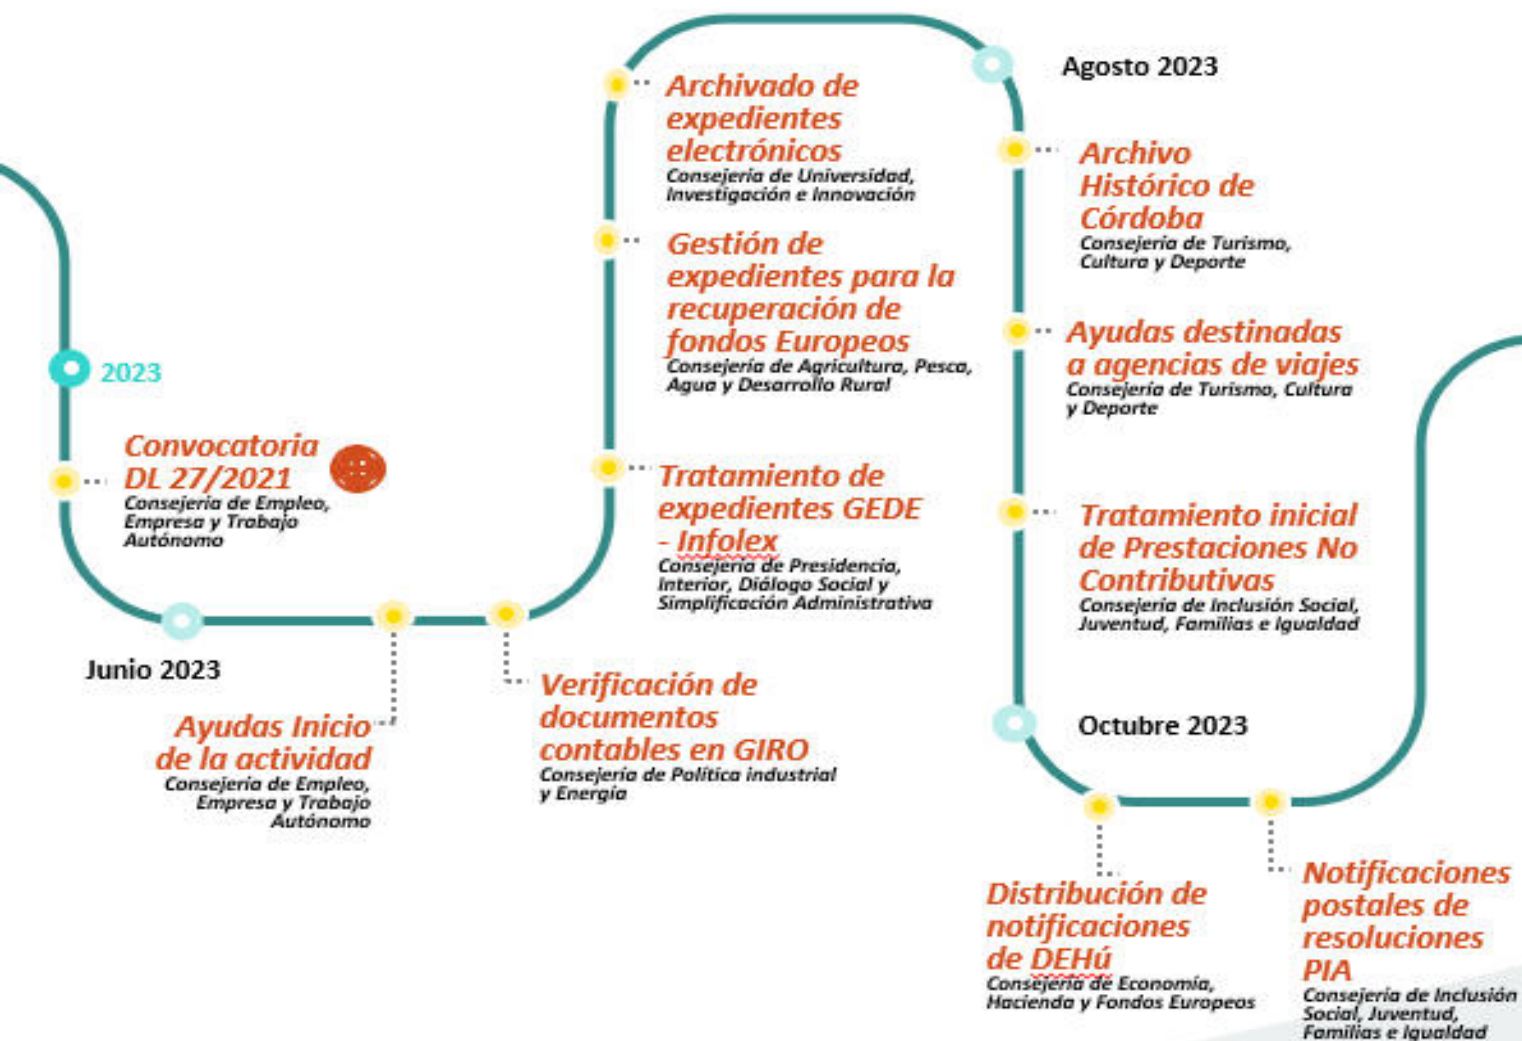 2023
Convocatoria
DL 27/2021
Consejería de Empleo,
Empresa y Trabajo
Autónomo
Junio 2023
Ayudas Inicio
de la actividad
Consejería de Empleo,
Empresa y Trabajo
Autónomo
Verificación de
documentos
contables en GIRO
Consejería de Política industrial
y Energía
Tratamiento de
expedientes GEDE
- Infolex
Consejería de Presidencia,
Interior, Diálogo Social y
Simplificación Administrativa
Gestión de
expedientes para la
recuperación de
fondos Europeos
Consejería de Agricultura, Pesca,
Agua y Desarrollo Rural
Archivado de
expedientes
electrónicos
Consejería de Universidad,
Investigación e Innovación
Agosto 2023
Archivo
Histórico de
Córdoba
Consejería de Turismo,
Cultura y Deporte
Ayudas destinadas
a agencias de viajes
Consejería de Turismo, Cultura
y Deporte
Tratamiento inicial
de Prestaciones No
Contributivas
Consejería de Inclusión Social,
Juventud, Familias e Igualdad
Octubre 2023
Distribución de
notificaciones
de DEHú
Consejería de Economía,
Hacienda y Fondos Europeos
Notificaciones
postales de
resoluciones
PIA
Consejería de Inclusión
Social, Juventud,
Familias e Igualdad